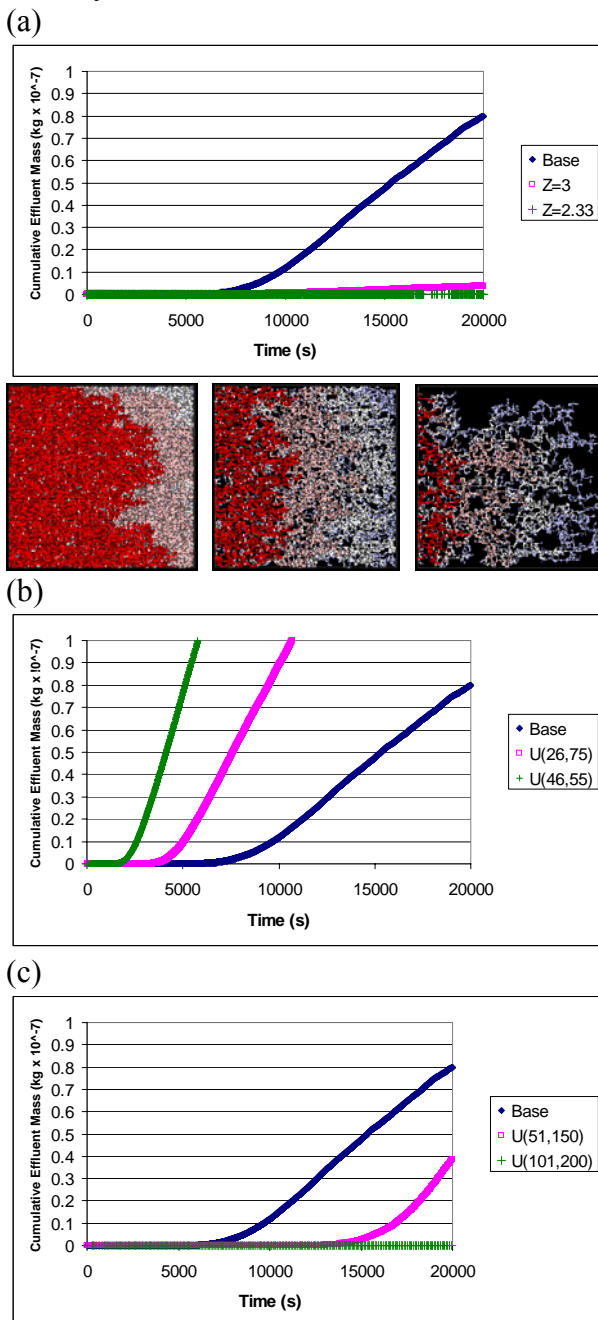 (a)
Cumulative Effluent Mass (kg x 10^-7)
1
0.9
0.8
0.7
0.6
0.5
0.4
0.3
0.2
0.1
0
0 5000 10000 15000 20000
Time (s)
Base
Z=3
Z=2.33
(b)
Cumulative Effluent Mass (kg x 10^-7)
1
0.9
0.8
0.7
0.6
0.5
0.4
0.3
0.2
0.1
0
0 5000 10000 15000 20000
Time (s)
Base
U(26,75)
U(46,55)
(c)
Cumulative Effluent Mass (kg x 10^-7)
1
0.9
0.8
0.7
0.6
0.5
0.4
0.3
0.2
0.1
0
0 5000 10000 15000 20000
Time (s)
Base
U(51,150)
U(101,200)